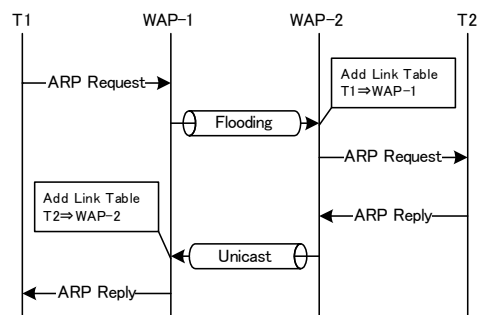 T1
WAP-1
WAP-2
T2
ARP Request
Add Link Table
T1⇒WAP-1
Flooding
ARP Request
Add Link Table
T2⇒WAP-2
ARP Reply
Unicast
ARP Reply